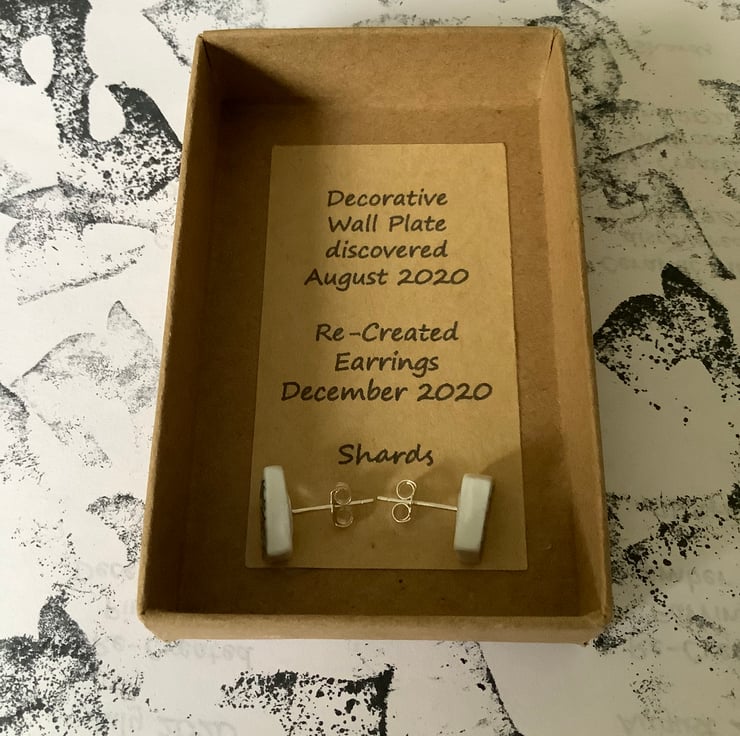 Decorative
Wall Plate
discovered
August 2020
Re-Created
Earrings
December 2020
Shards